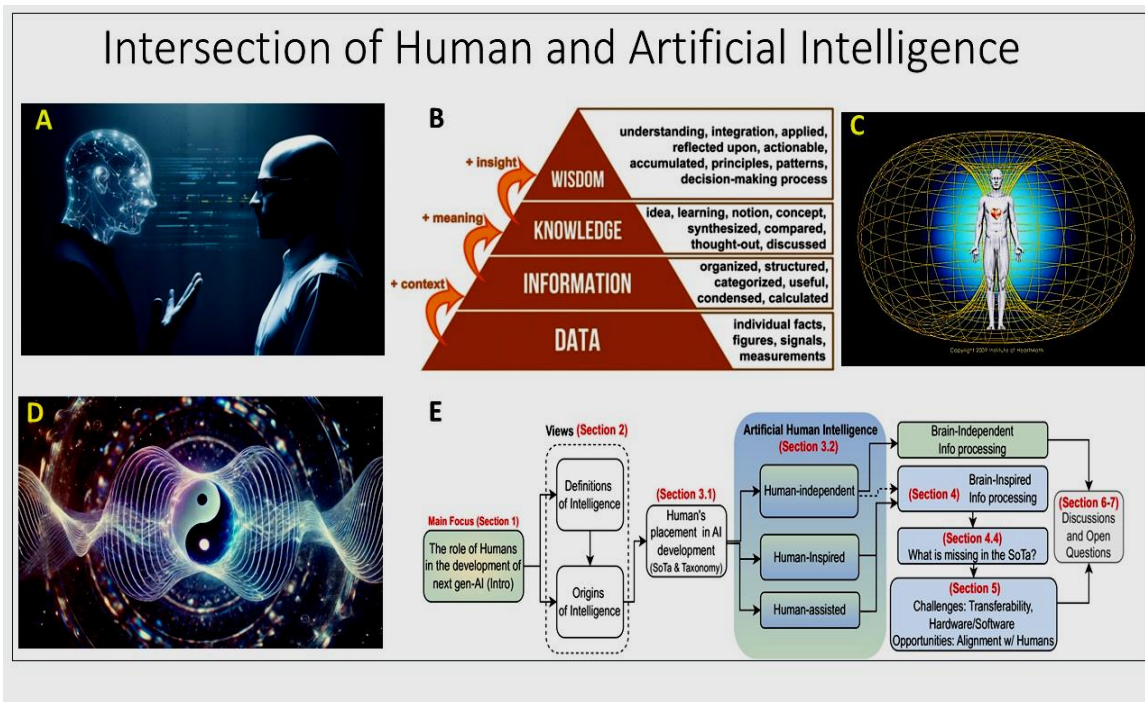 Intersection of Human and Artificial Intelligence
A
B
+ insight
+ meaning
+ context
WISDOM
KNOWLEDGE
INFORMATION
DATA
understanding, integration, applied,
reflected upon, actionable,
accumulated, principles, patterns,
decision-making process
idea, learning, notion, concept,
synthesized, compared,
thought-out, discussed
organized, structured,
categorized, useful,
condensed, calculated
individual facts,
figures, signals,
measurements
C
Copyright 2009 Institute of HeartMath
D
E
Main Focus (Section 1)
The role of Humans
in the development of
next gen-AI (Intro)
Views (Section 2)
Definitions
of Intelligence
Origins
of Intelligence
(Section 3.1)
Human's
placement in AI
development
(SoTa & Taxonomy)
Artificial Human Intelligence
(Section 3.2)
Human-independent
Human-Inspired
Human-assisted
Brain-Independent
Info processing
(Section 4)
Brain-Inspired
Info processing
(Section 4.4)
What is missing in the SoTa?
(Section 5)
Challenges: Transferability,
Hardware/Software
Opportunities: Alignment w/ Humans
(Section 6-7)
Discussions
and Open
Questions